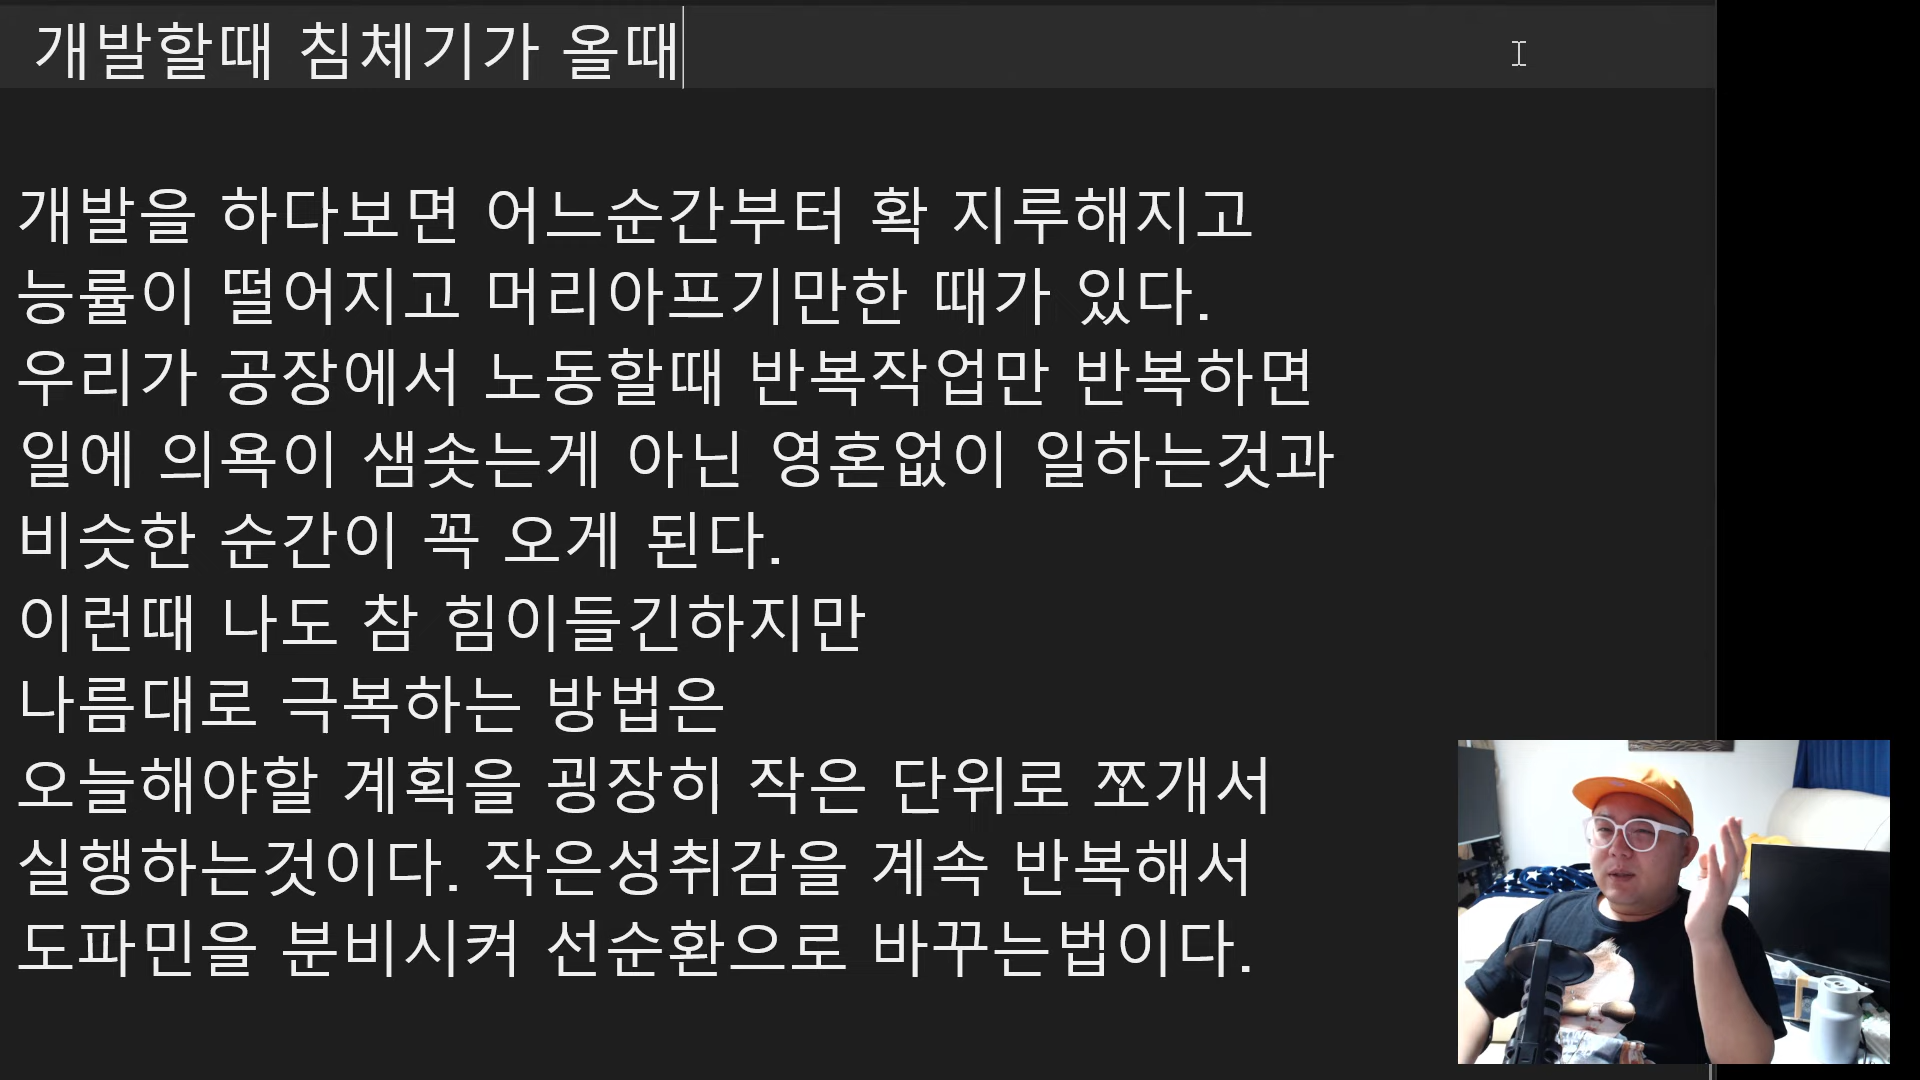 개발할때 침체기가 올때
개발을 하다보면 어느순간부터 확 지루해지고
능률이 떨어지고 머리아프기만한 때가 있다.
우리가 공장에서 노동할때 반복작업만 반복하면
일에 의욕이 샘솟는게 아닌 영혼없이 일하는것과
비슷한 순간이 꼭 오게 된다.
이런때 나도 참 힘이들긴하지만
나름대로 극복하는 방법은
오늘해야할 계획을 굉장히 작은 단위로 쪼개서
실행하는것이다. 작은성취감을 계속 반복해서
도파민을 분비시켜 선순환으로 바꾸는법이다.